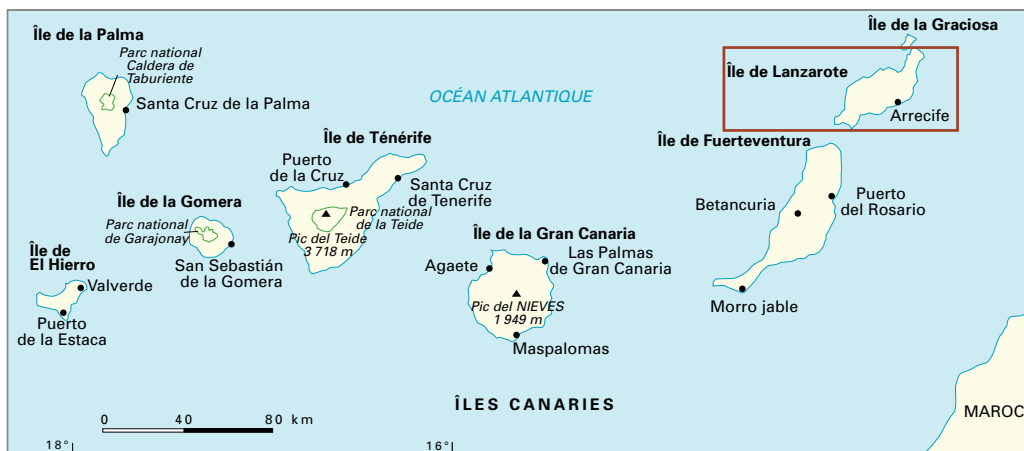 Île de la Palma
Parc national
Caldera de
Taburiente
Santa Cruz de la Palma
OCÉAN ATLANTIQUE
Île de la Graciosa
Île de Lanzarote
Arrecife
Île de Ténérife
Puerto
de la Cruz
Santa Cruz
de Tenerife
Parc national
de la Teide
Pic del Teide
3 718 m
Île de Fuerteventura
Betancuria
Puerto
del Rosario
Morro jable
Île de la Gomera
Parc national
de Garajonay
San Sebastián
de la Gomera
Île de la Gran Canaria
Las Palmas
de Gran Canaria
Agaete
Pic del NIEVES
1 949 m
Maspalomas
Île de
El Hierro
Valverde
Puerto
de la Estaca
ÎLES CANARIES
MAROC
0 40 80 km
18°
16°